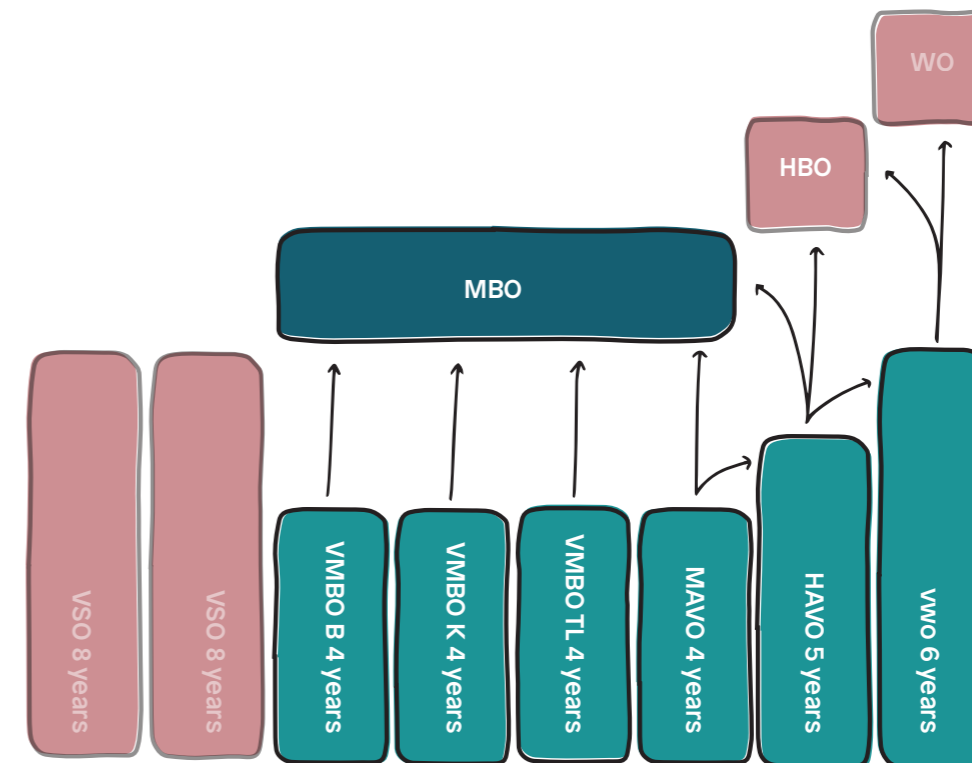 WO
HBO
MBO
VSO 8 years
VSO 8 years
VMBO B 4 years
VMBO K 4 years
VMBO TL 4 years
MAVO 4 years
HAVO 5 years
vwo 6 years